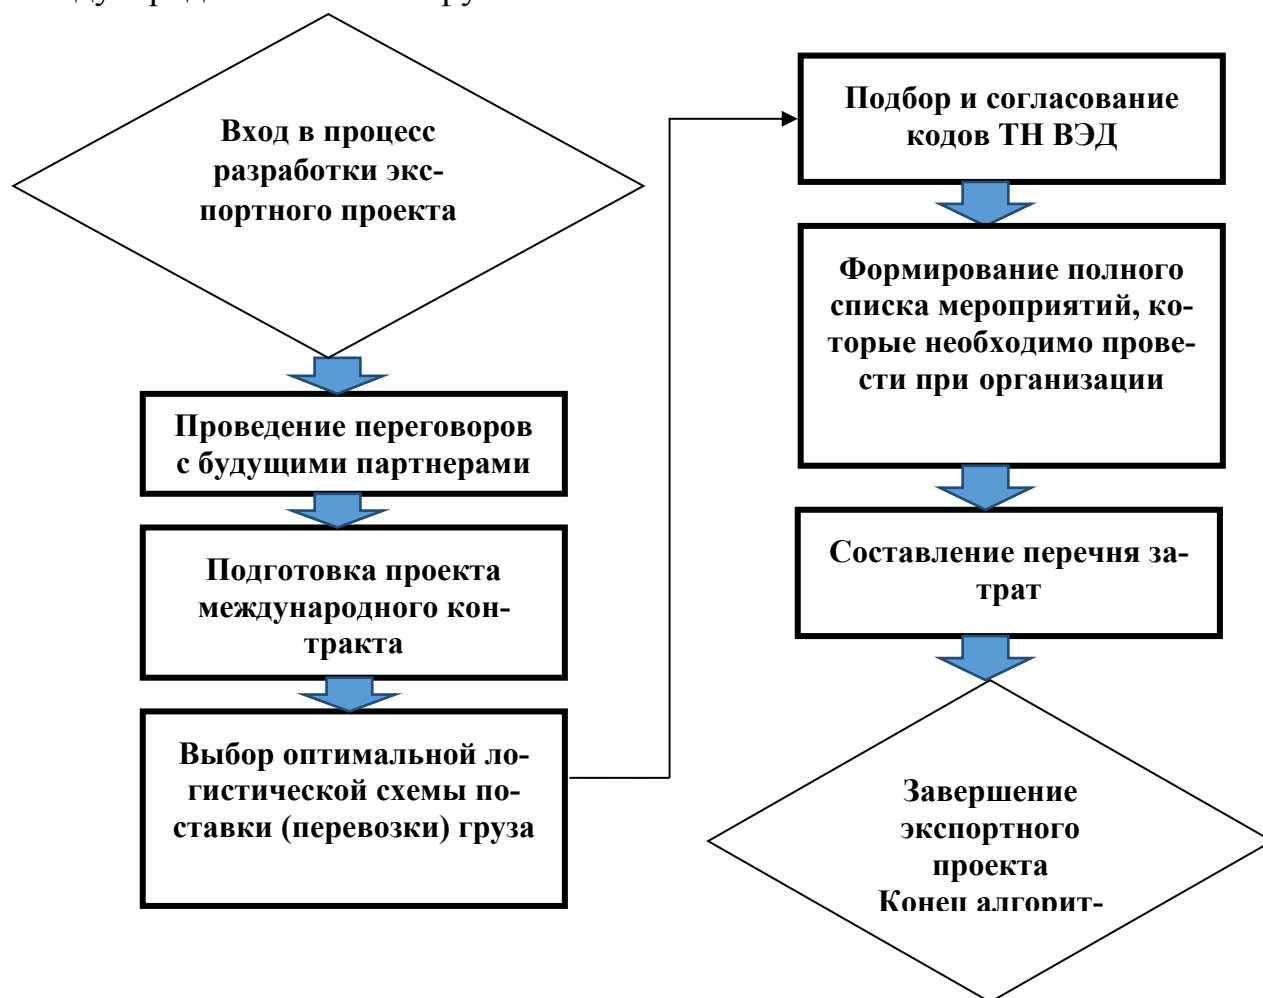 Вход в процесс
разработки экс-
портного проекта
Проведение переговоров
с будущими партнерами
Подготовка проекта
международного кон-
тракта
Выбор оптимальной ло-
гистической схемы по-
ставки (перевозки) груза
Подбор и согласование
кодов ТН ВЭД
Формирование полного
списка мероприятий, ко-
торые необходимо прове-
сти при организации
Составление перечня за-
трат
Завершение
экспортного
проекта
Конец алгорит-